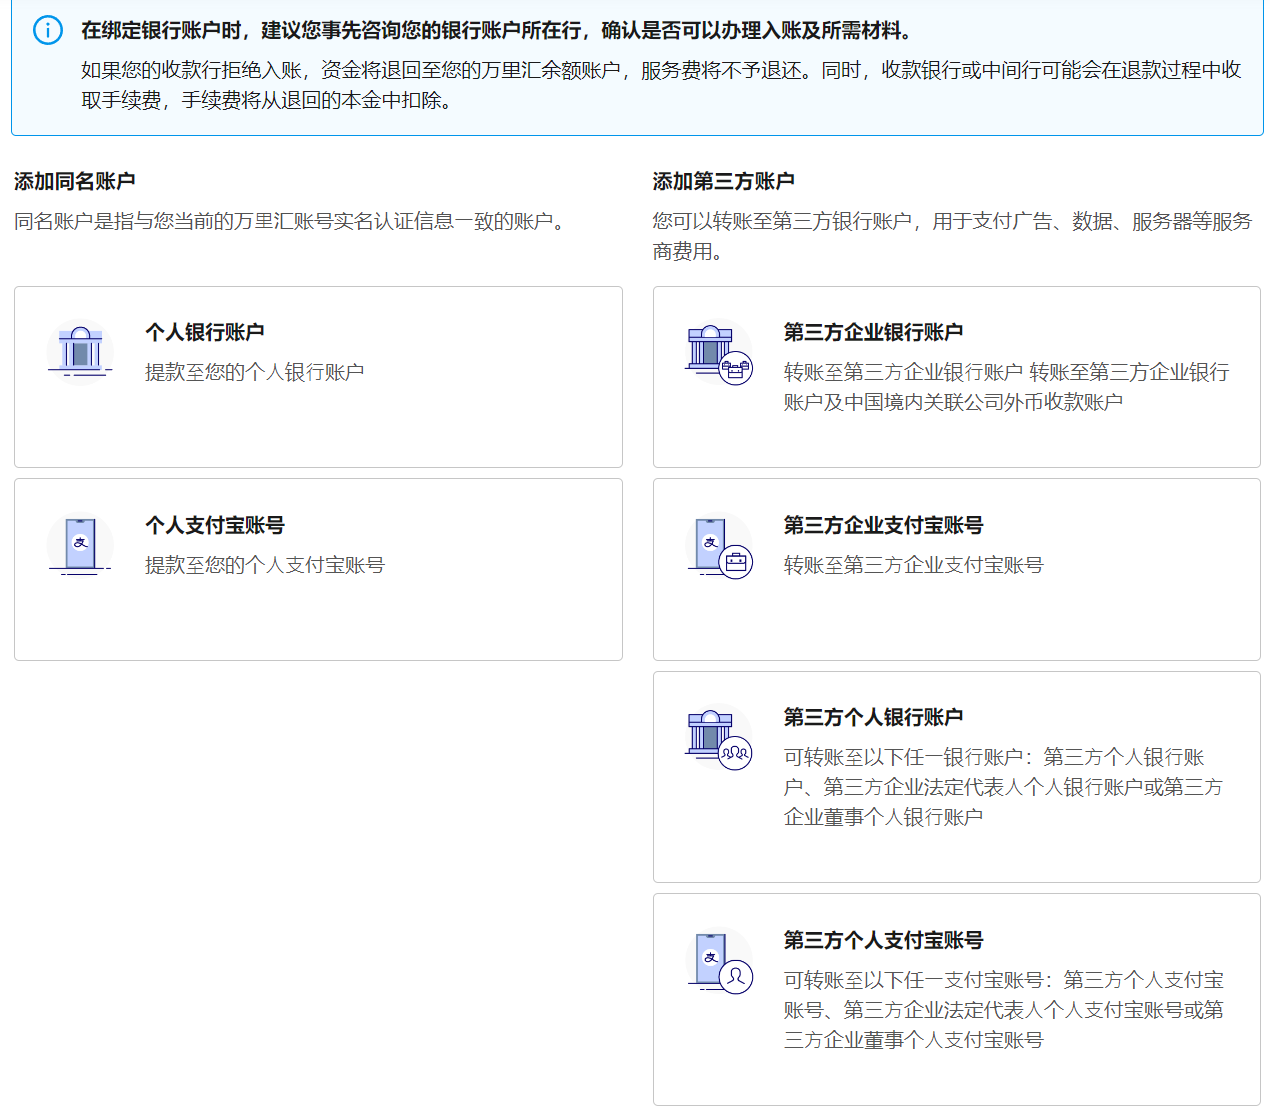 在绑定银行账户时，建议您事先咨询您的银行账户所在行，确认是否可以办理入账及所需材料。
如果您的收款行拒绝入账，资金将退回至您的万里汇余额账户，服务费将不予退还。同时，收款银行或中间行可能会在退款过程中收
取手续费，手续费将从退回的本金中扣除。
添加同名账户
同名账户是指与您当前的万里汇账号实名认证信息一致的账户。
个人银行账户
提款至您的个人银行账户
支
个人支付宝账号
提款至您的个人支付宝账号
添加第三方账户
您可以转账至第三方银行账户，用于支付广告、数据、服务器等服务
商费用。
第三方企业银行账户
转账至第三方企业银行账户 转账至第三方企业银行
账户及中国境内关联公司外币收款账户
支
第三方企业支付宝账号
转账至第三方企业支付宝账号
第三方个人银行账户
可转账至以下任一银行账户：第三方个人银行账
户、第三方企业法定代表人个人银行账户或第三方
企业董事个人银行账户
支
第三方个人支付宝账号
可转账至以下任一支付宝账号：第三方个人支付宝
账号、第三方企业法定代表人个人支付宝账号或第
三方企业董事个人支付宝账号